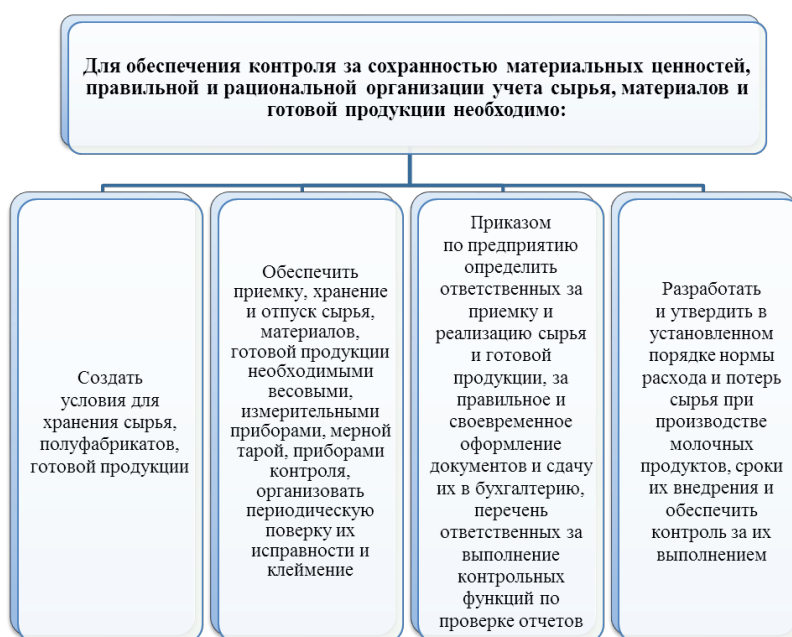 Для обеспечения контроля за сохранностью материальных ценностей,
правильной и рациональной организации учета сырья, материалов и
готовой продукции необходимо:
Создать
условия для
хранения сырья,
полуфабрикатов,
готовой продукции
Обеспечить
приемку, хранение
и отпуск сырья,
материалов,
готовой продукции
необходимыми
весовыми,
измерительными
приборами, мерной
тарой, приборами
контроля,
организовать
периодическую
поверку их
исправности и
клеймение
Приказом
по предприятию
определить
ответственных за
приемку и
реализацию сырья
и готовой
продукции, за
правильное и
своевременное
оформление
документов и сдачу
их в бухгалтерию,
перечень
ответственных за
выполнение
контрольных
функций по
проверке отчетов
Разработать
и утвердить в
установленном
порядке нормы
расхода и потерь
сырья при
производстве
молочных
продуктов, сроки
их внедрения и
обеспечить
контроль за их
выполнением